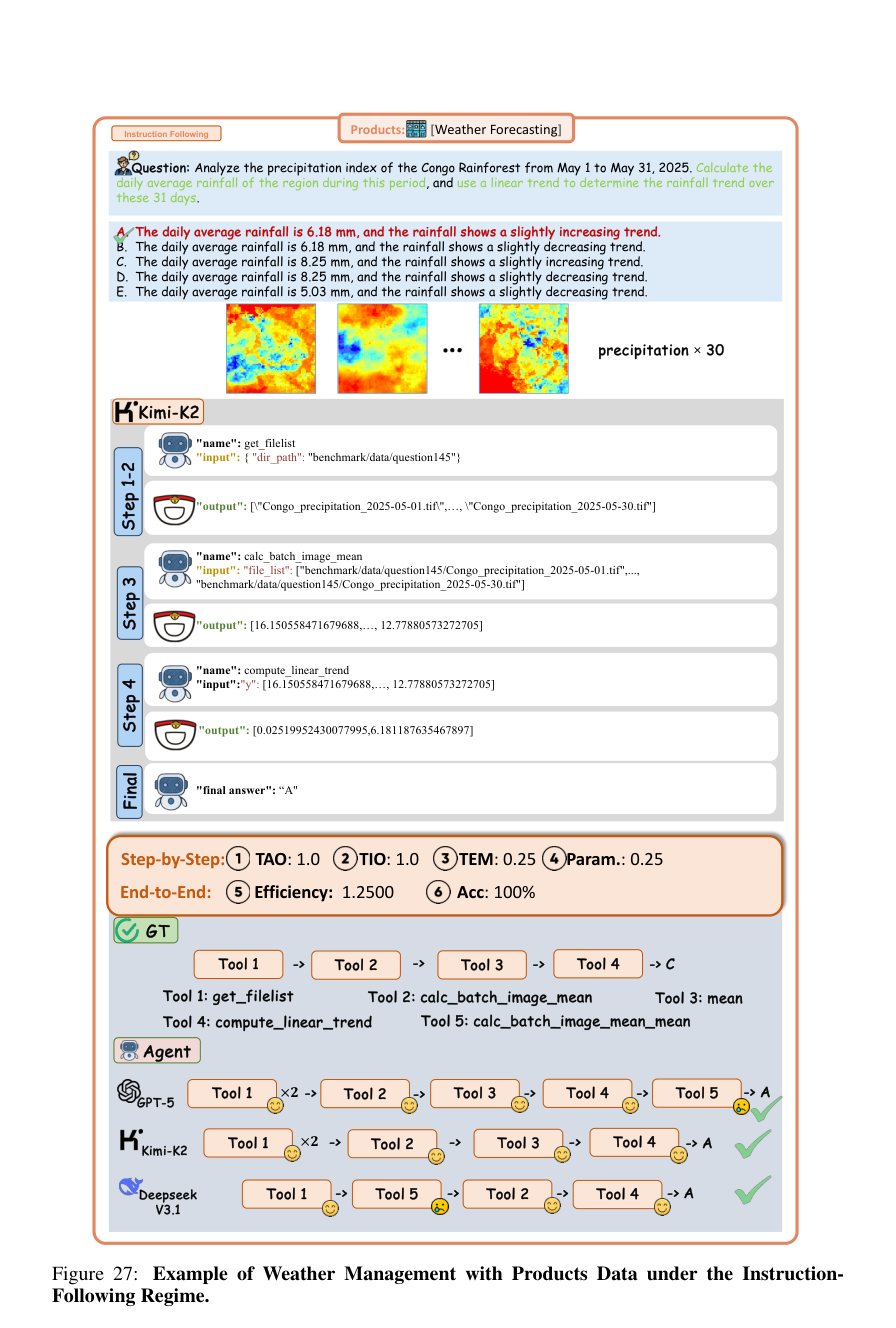 Instruction Following
Products: [Weather Forecasting]
Question: Analyze the precipitation index of the Congo Rainforest from May 1 to May 31, 2025. Calculate the
daily average rainfall of the region during this period, and use a linear trend to determine the rainfall trend over
these 31 days.
A. The daily average rainfall is 6.18 mm, and the rainfall shows a slightly increasing trend.
B. The daily average rainfall is 6.18 mm, and the rainfall shows a slightly decreasing trend.
C. The daily average rainfall is 8.25 mm, and the rainfall shows a slightly increasing trend.
D. The daily average rainfall is 8.25 mm, and the rainfall shows a slightly decreasing trend.
E. The daily average rainfall is 5.03 mm, and the rainfall shows a slightly decreasing trend.
... precipitation × 30
Kimi-K2
Step 1-2
"name": get_filelist
"input": { "dir_path": "benchmark/data/question145"}
"output": [\"Congo_precipitation_2025-05-01.tif\",…, \"Congo_precipitation_2025-05-30.tif"]
Step 3
"name": calc_batch_image_mean
"input": "file_list": ["benchmark/data/question145/Congo_precipitation_2025-05-01.tif",...,
"benchmark/data/question145/Congo_precipitation_2025-05-30.tif"]
"output": [16.150558471679688,…, 12.77880573272705]
Step 4
"name": compute_linear_trend
"input":"y": [16.150558471679688,…, 12.77880573272705]
"output": [0.02519952430077995,6.181187635467897]
Final
"final answer": “A"
Step-by-Step: 1 TAO: 1.0 2 TIO: 1.0 3 TEM: 0.25 4 Param.: 0.25
End-to-End: 5 Efficiency: 1.2500 6 Acc: 100%
GT
Tool 1 -> Tool 2 -> Tool 3 -> Tool 4 -> C
Tool 1: get_filelist Tool 2: calc_batch_image_mean Tool 3: mean
Tool 4: compute_linear_trend Tool 5: calc_batch_image_mean_mean
Agent
GPT-5 Tool 1 ×2 -> Tool 2 -> Tool 3 -> Tool 4 -> Tool 5 -> A
Kimi-K2 Tool 1 ×2 -> Tool 2 -> Tool 3 -> Tool 4 -> A
Deepseek V3.1 Tool 1 -> Tool 5 -> Tool 2 -> Tool 4 -> A
Figure 27: Example of Weather Management with Products Data under the Instruction-
Following Regime.